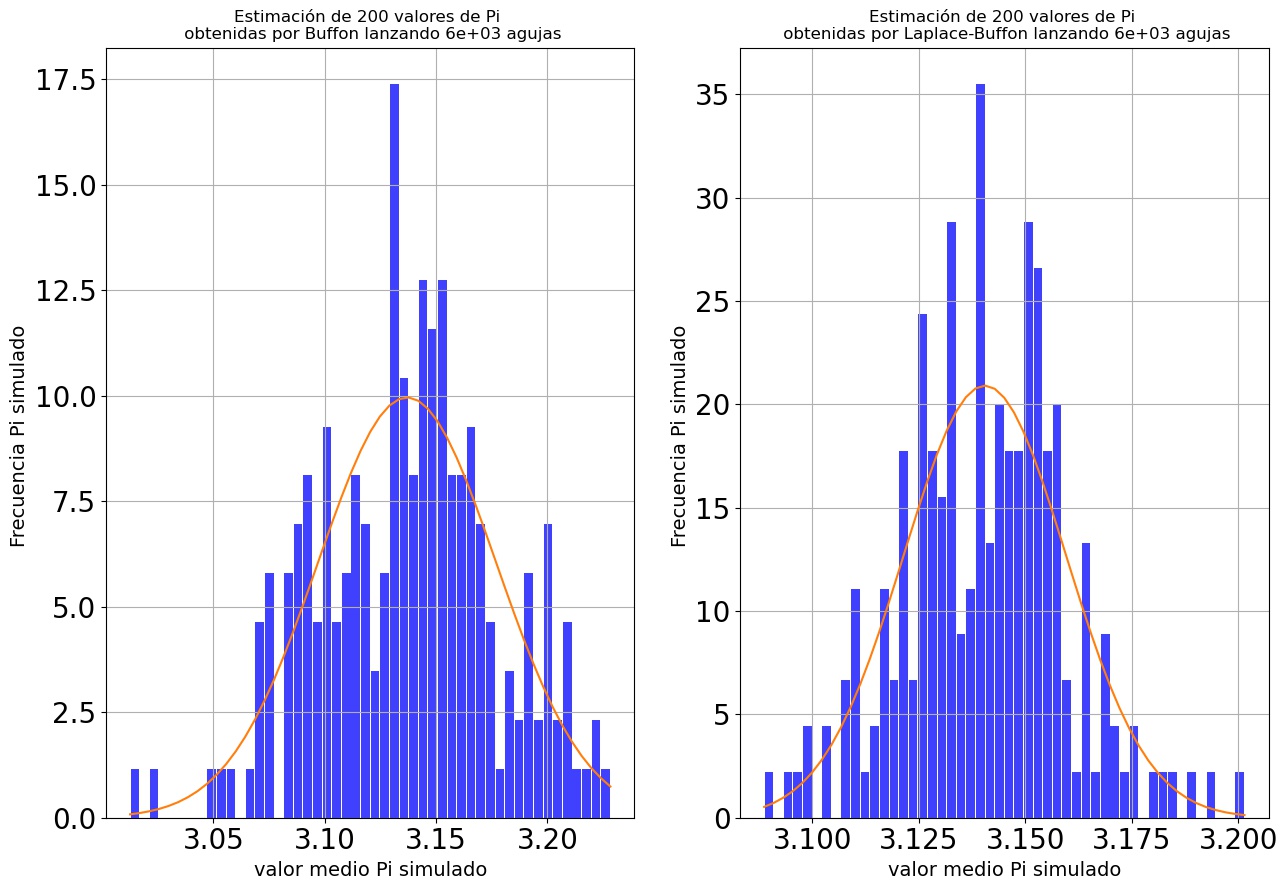 Estimación de 200 valores de Pi
obtenidas por Buffon lanzando 6e+03 agujas
17.5
15.0
12.5
10.0
7.5
5.0
2.5
0.0
Frecuencia Pi simulado
3.05 3.10 3.15 3.20
valor medio Pi simulado
Estimación de 200 valores de Pi
obtenidas por Laplace-Buffon lanzando 6e+03 agujas
35
30
25
20
15
10
5
0
Frecuencia Pi simulado
3.100 3.125 3.150 3.175 3.200
valor medio Pi simulado